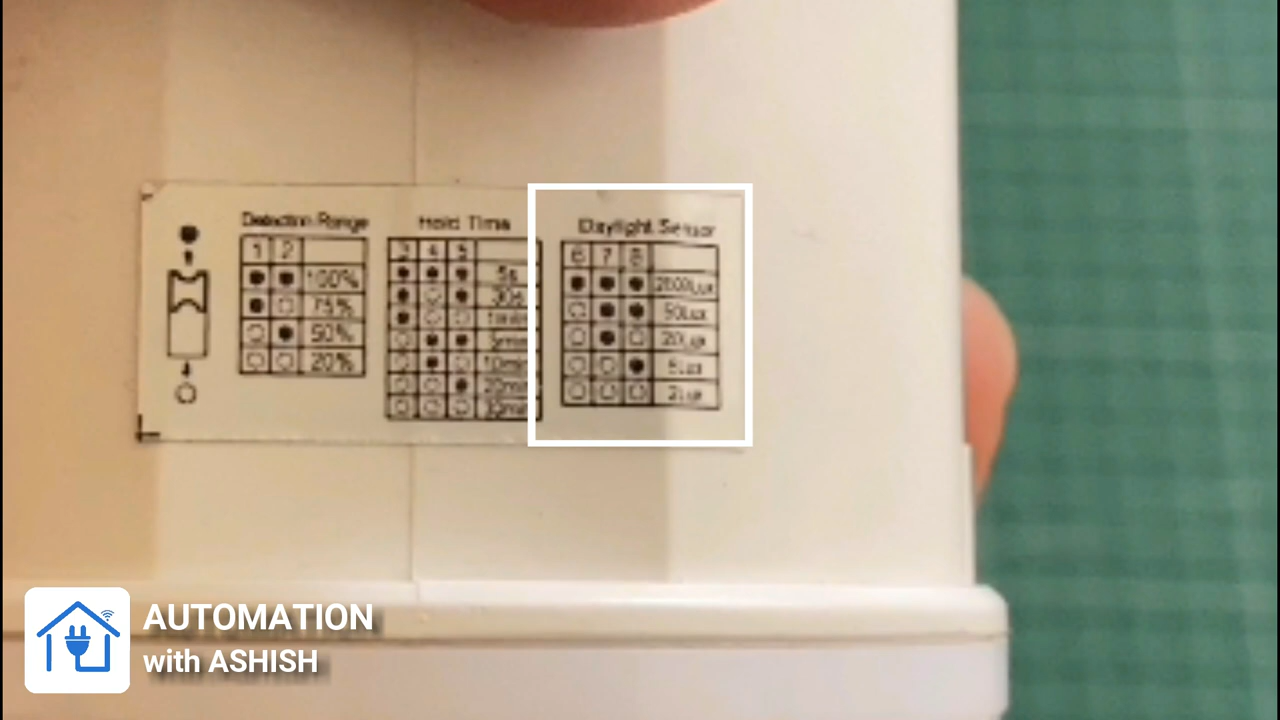 Detection Range
1 2
● ● 100%
● ○ 75%
○ ● 50%
○ ○ 20%
Hold Time
3 4 5
● ● ● 5s
● ○ ● 30s
● ○ ○ 1min
○ ● ● 5min
○ ● ○ 10min
○ ○ ● 20min
○ ○ ○ 30min
Daylight Sensor
6 7 8
● ● ● 2000Lux
○ ● ● 50Lux
○ ● ○ 20Lux
○ ○ ● 5Lux
○ ○ ○ 2Lux
AUTOMATION
with ASHISH